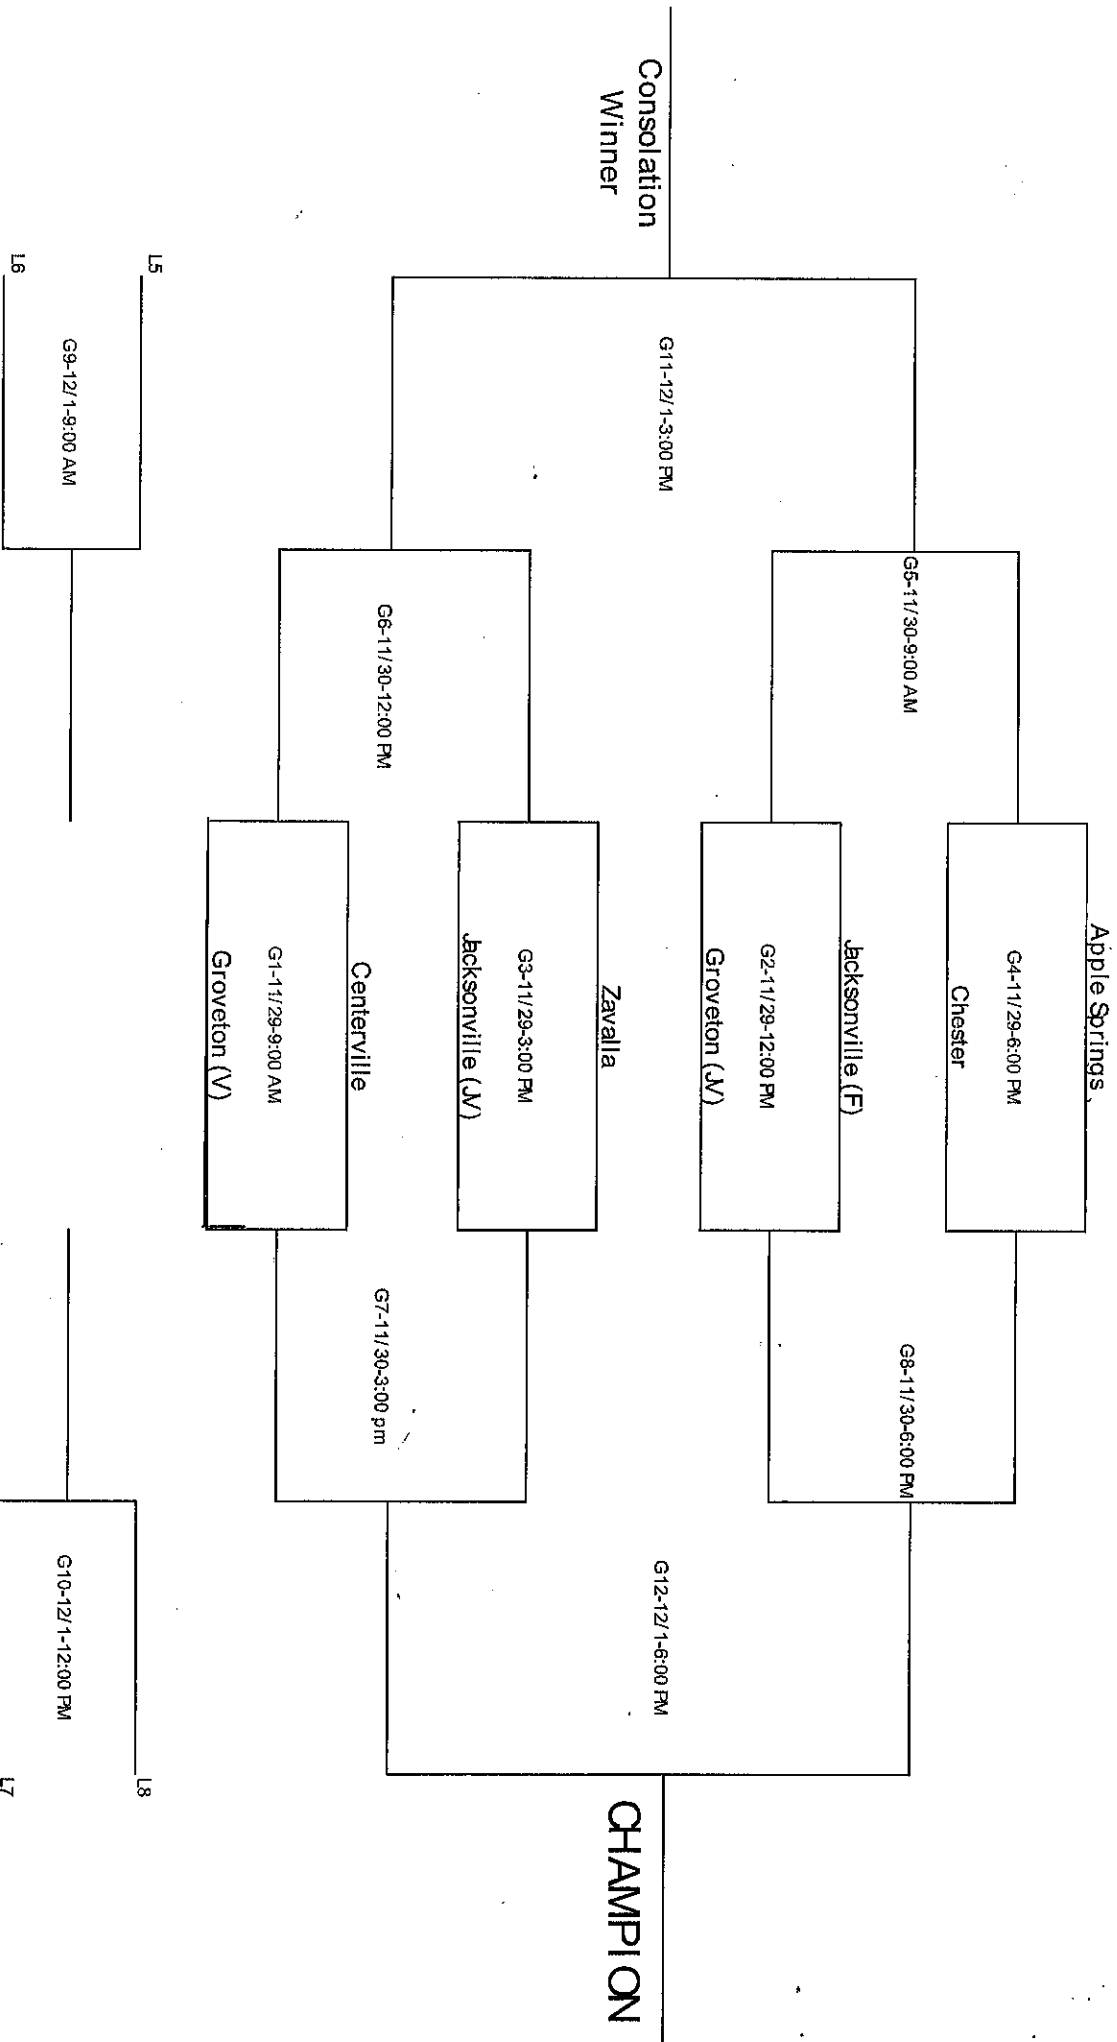 Apple Springs
G4-11/29-6:00 PM
Chester
G5-11/30-9:00 AM
G8-11/30-6:00 PM
Jacksonville (F)
G2-11/29-12:00 PM
Groveton (JV)
Consolation
Winner
G11-12/1-3:00 PM
G12-12/1-6:00 PM
CHAMPION
Zavalla
G3-11/29-3:00 PM
Jacksonville (JV)
G6-11/30-12:00 PM
G7-11/30-3:00 pm
Centerville
G1-11/29-9:00 AM
Groveton (V)
L5
G9-12/1-9:00 AM
L6
L8
G10-12/1-12:00 PM
L7